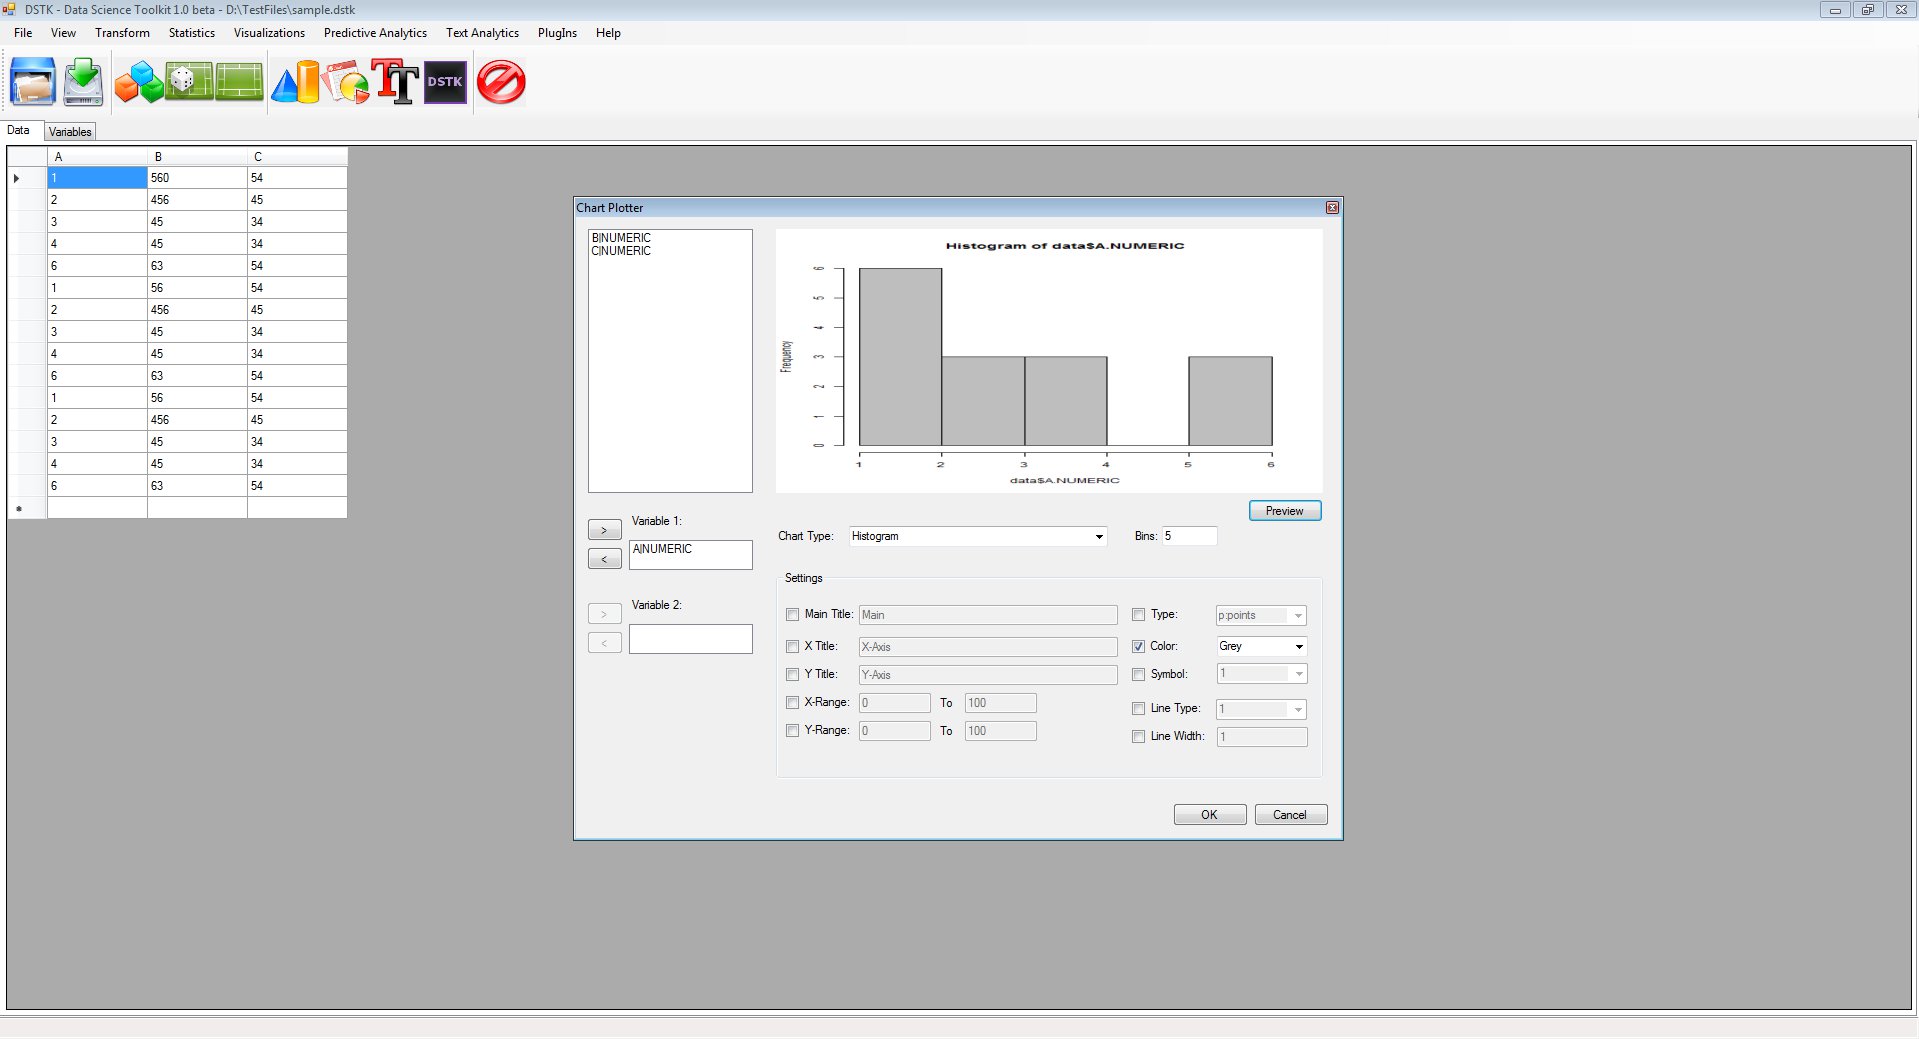 DSTK - Data Science Toolkit 1.0 beta - D:\TestFiles\sample.dstk
File View Transform Statistics Visualizations Predictive Analytics Text Analytics PlugIns Help
TT DSTK
Data Variables
A B C
1 560 54
2 456 45
3 45 34
4 45 34
6 63 54
1 56 54
2 456 45
3 45 34
4 45 34
6 63 54
1 56 54
2 456 45
3 45 34
4 45 34
6 63 54
Chart Plotter
B|NUMERIC
C|NUMERIC
Histogram of data$A.NUMERIC
Frequency
6
5
4
3
2
1
0
1 2 3 4 5 6
data$A.NUMERIC
Preview
> Variable 1:
< A|NUMERIC
> Variable 2:
<
Chart Type: Histogram Bins: 5
Settings
Main Title: Main Type: p:points
X Title: X-Axis Color: Grey
Y Title: Y-Axis Symbol: 1
X-Range: 0 To 100 Line Type: 1
Y-Range: 0 To 100 Line Width: 1
OK Cancel